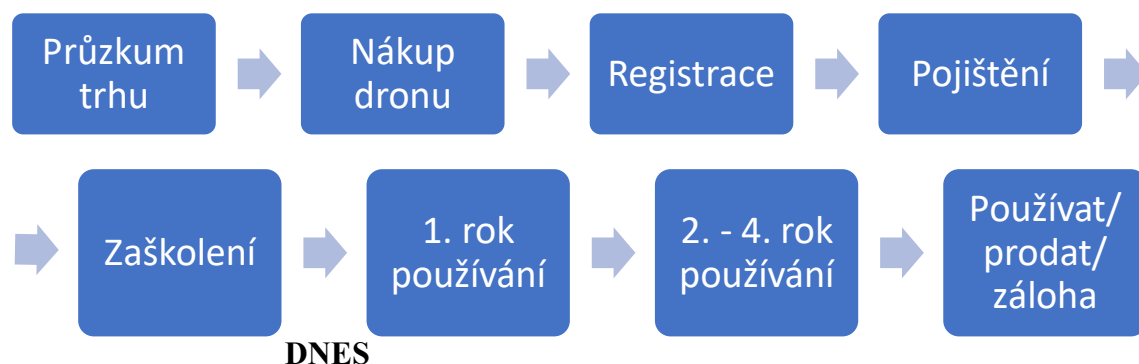 Průzkum
trhu
Nákup
dronu
Registrace
Pojištění
Zaškolení
1. rok
používání
2. - 4. rok
používání
Používat/
prodat/
záloha
DNES